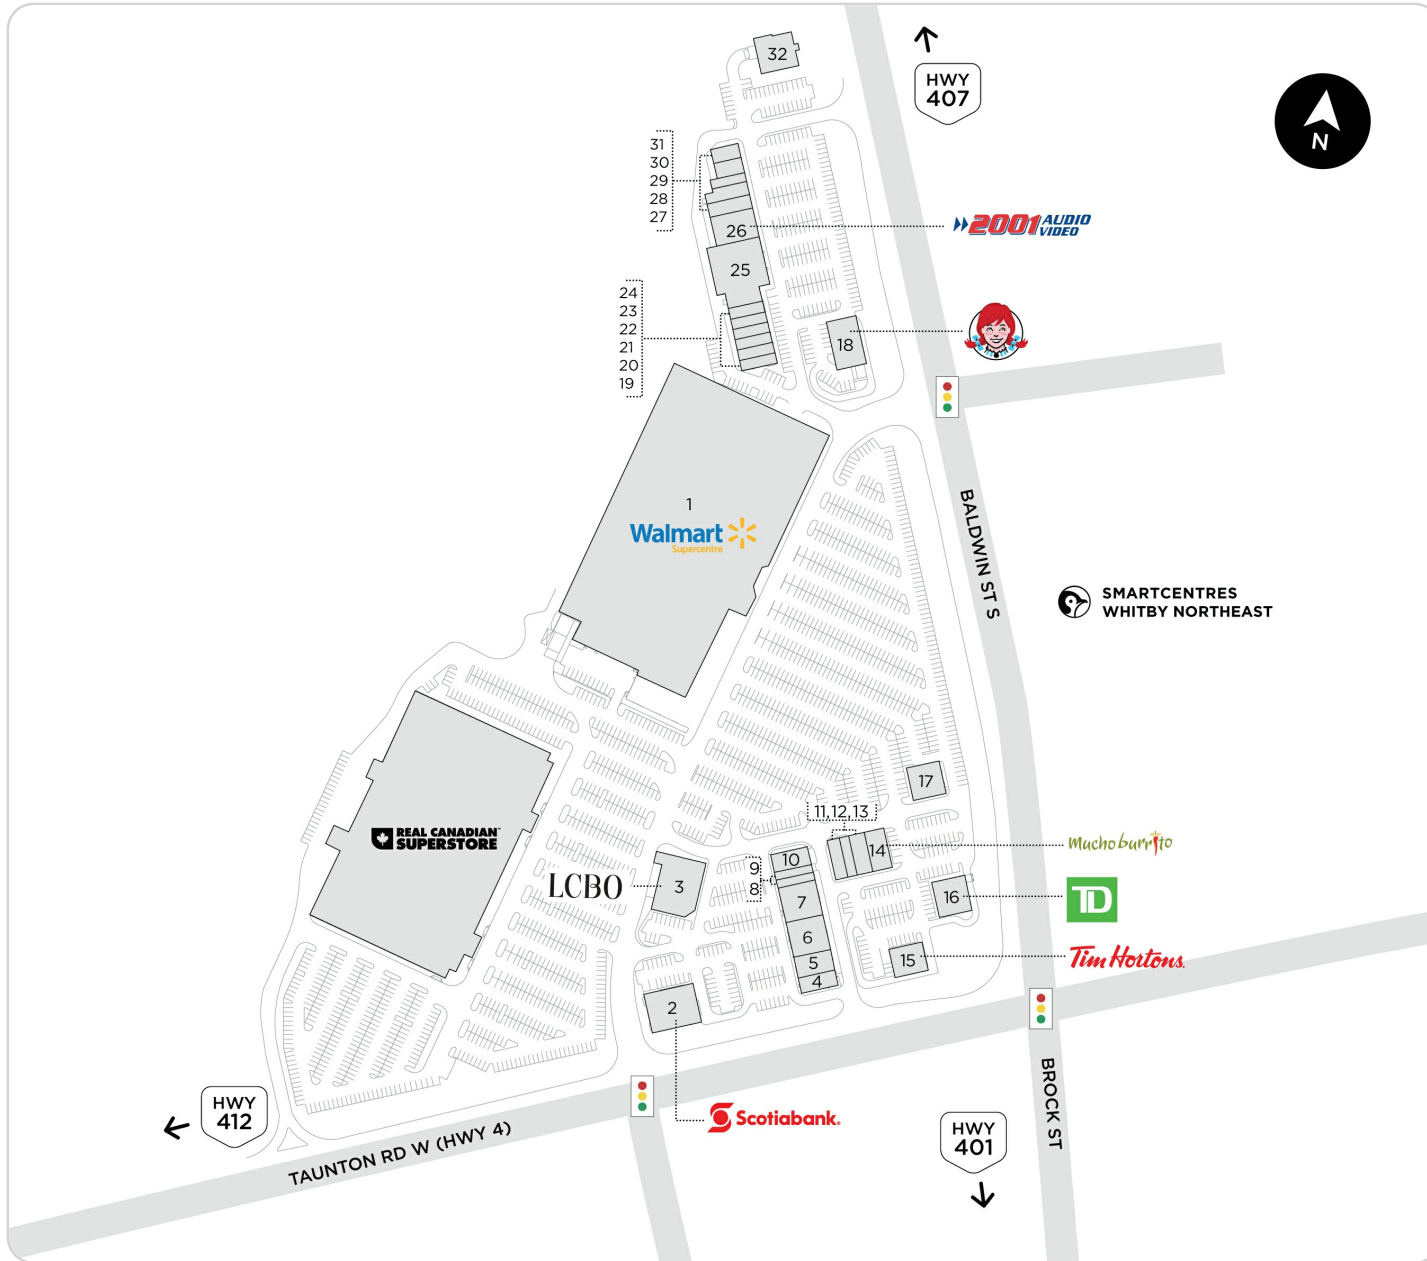 32
HWY
407
N
31
30
29
28
27
26
2001 AUDIO
VIDEO
25
24
23
22
21
20
19
18
1
Walmart
Supercentre
BALDWIN ST S
SMARTCENTRES
WHITBY NORTHEAST
17
11,12,13
14
mucho burrito
REAL CANADIAN
SUPERSTORE
LCBO
3
9
8
10
7
6
5
4
16
TD
15
Tim Hortons.
2
Scotiabank®
HWY
412
TAUNTON RD W (HWY 4)
HWY
401
BROCK ST